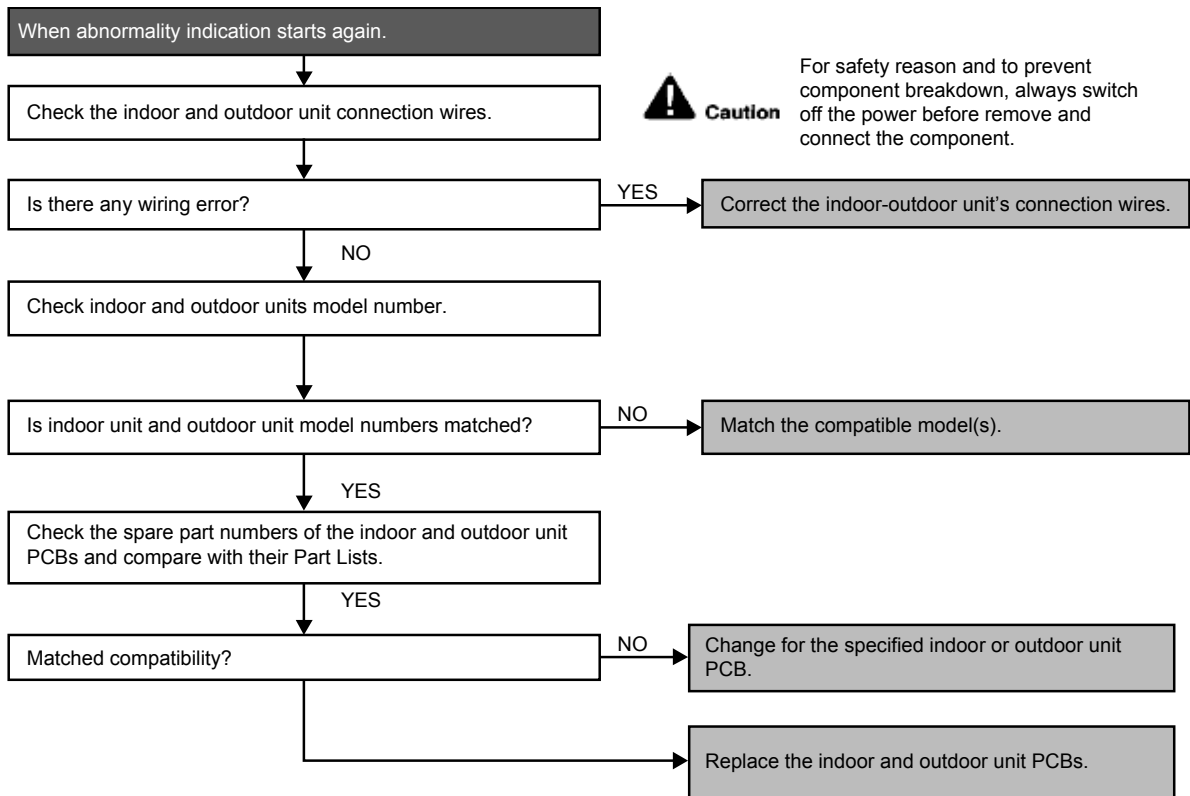 When abnormality indication starts again.
Check the indoor and outdoor unit connection wires.
Caution
For safety reason and to prevent
component breakdown, always switch
off the power before remove and
connect the component.
Is there any wiring error?
YES
Correct the indoor-outdoor unit’s connection wires.
NO
Check indoor and outdoor units model number.
Is indoor unit and outdoor unit model numbers matched?
NO
Match the compatible model(s).
YES
Check the spare part numbers of the indoor and outdoor unit
PCBs and compare with their Part Lists.
YES
Matched compatibility?
NO
Change for the specified indoor or outdoor unit
PCB.
Replace the indoor and outdoor unit PCBs.